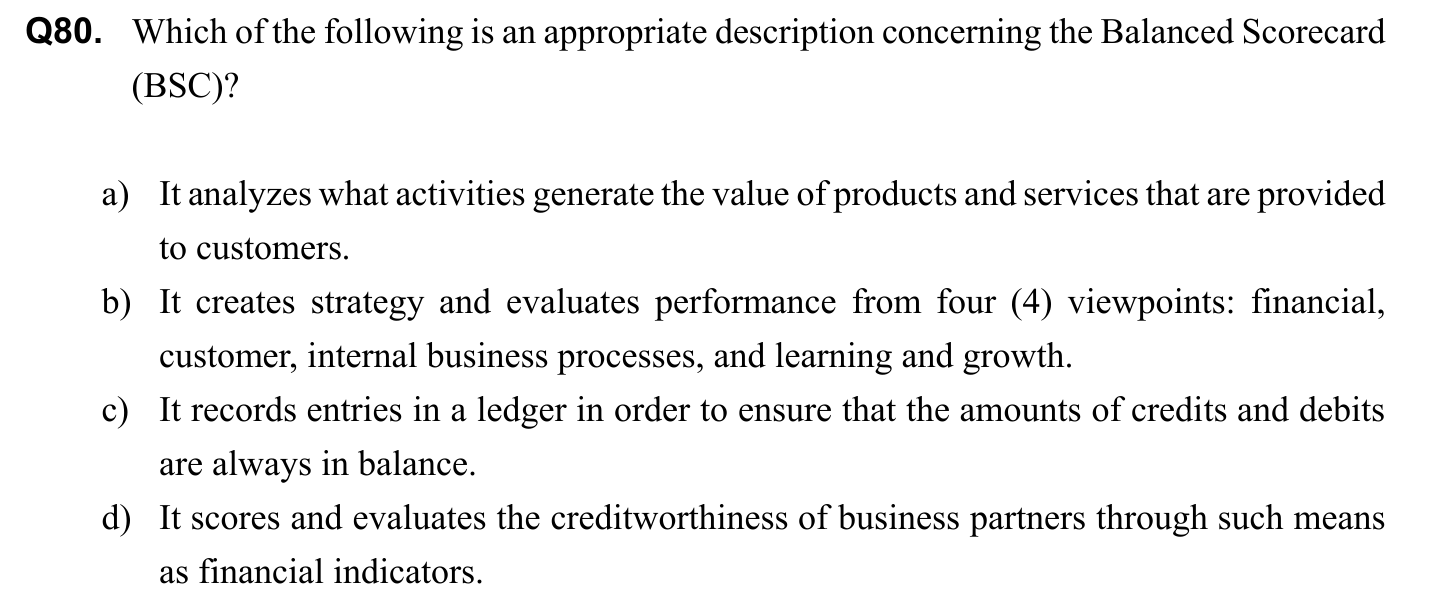 Q80. Which of the following is an appropriate description concerning the Balanced Scorecard
(BSC)?
a) It analyzes what activities generate the value of products and services that are provided
to customers.
b) It creates strategy and evaluates performance from four (4) viewpoints: financial,
customer, internal business processes, and learning and growth.
c) It records entries in a ledger in order to ensure that the amounts of credits and debits
are always in balance.
d) It scores and evaluates the creditworthiness of business partners through such means
as financial indicators.